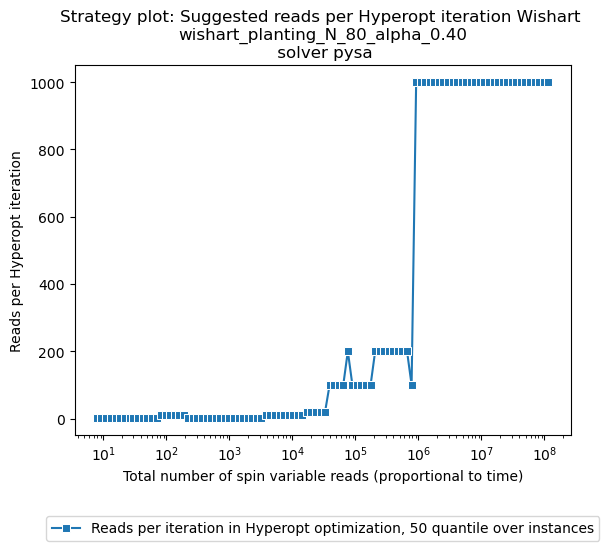 Strategy plot: Suggested reads per Hyperopt iteration Wishart
wishart_planting_N_80_alpha_0.40
solver pysa
Reads per Hyperopt iteration
1000
800
600
400
200
0
10¹ 10² 10³ 10⁴ 10⁵ 10⁶ 10⁷ 10⁸
Total number of spin variable reads (proportional to time)
Reads per iteration in Hyperopt optimization, 50 quantile over instances